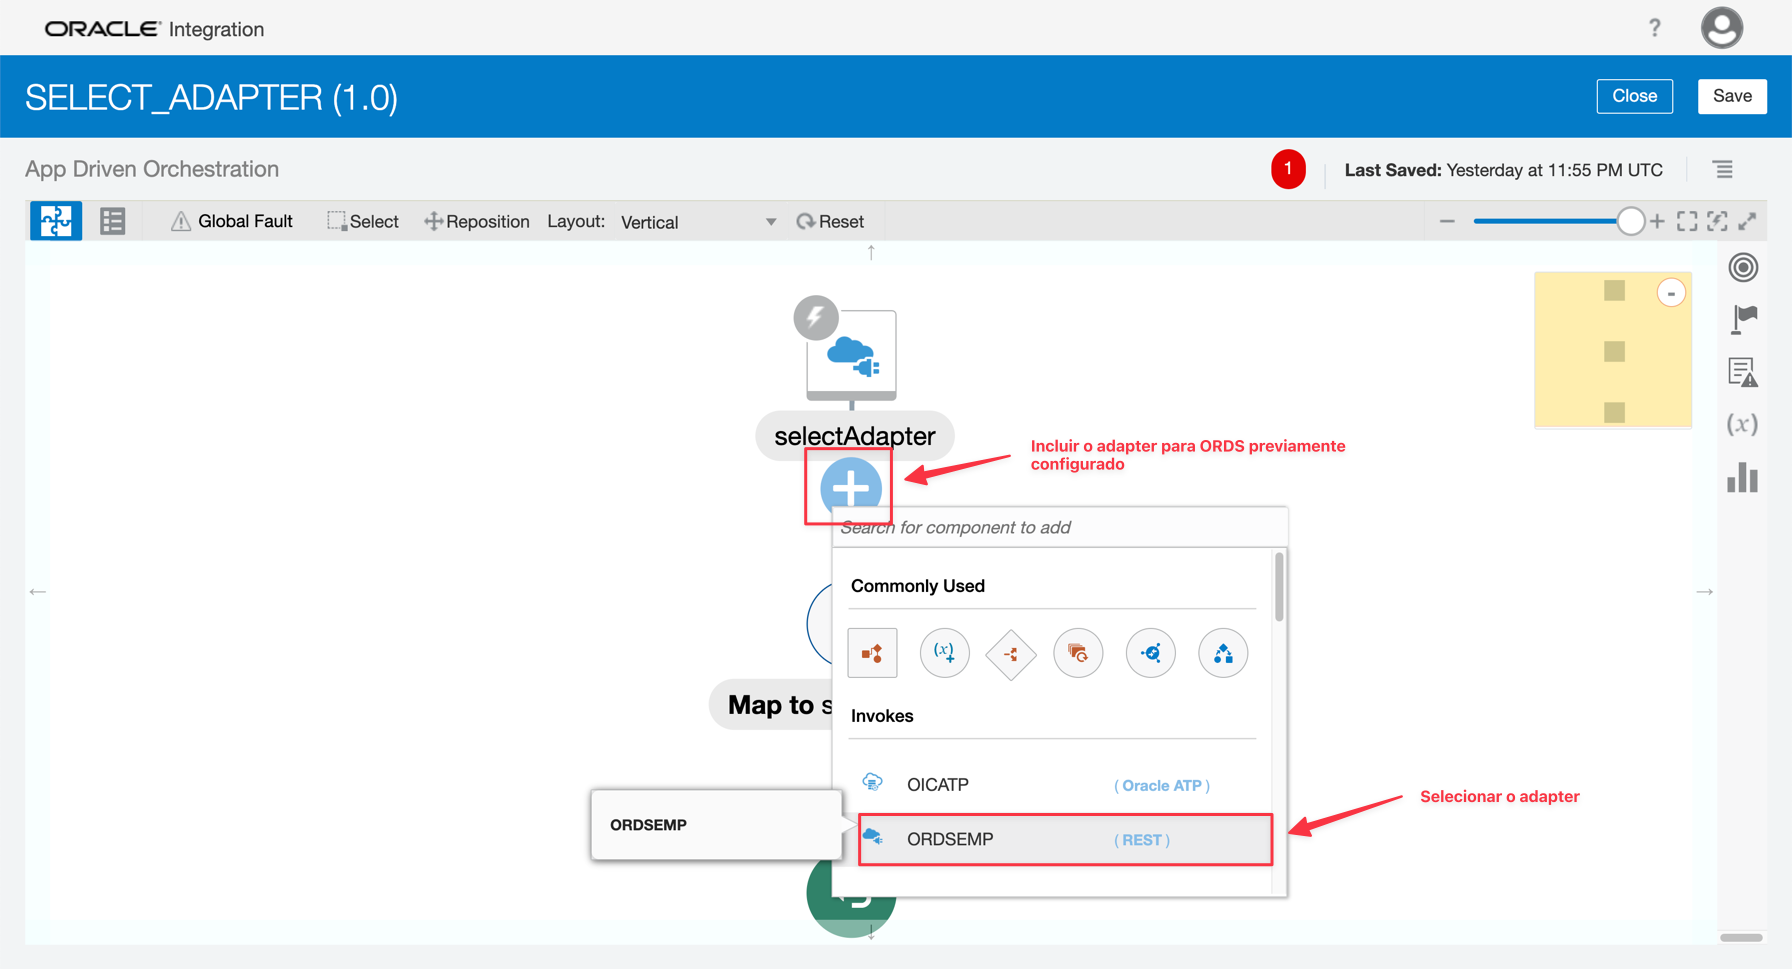 ORACLE Integration
?
SELECT_ADAPTER (1.0)
Close
Save
App Driven Orchestration
1
Last Saved: Yesterday at 11:55 PM UTC
Global Fault
Select
Reposition
Layout:
Vertical
Reset
selectAdapter
Incluir o adapter para ORDS previamente
configurado
(x)
Search for component to add
Commonly Used
(x)
Map to s
Invokes
OICATP
( Oracle ATP )
Selecionar o adapter
ORDSEMP
ORDSEMP
( REST )